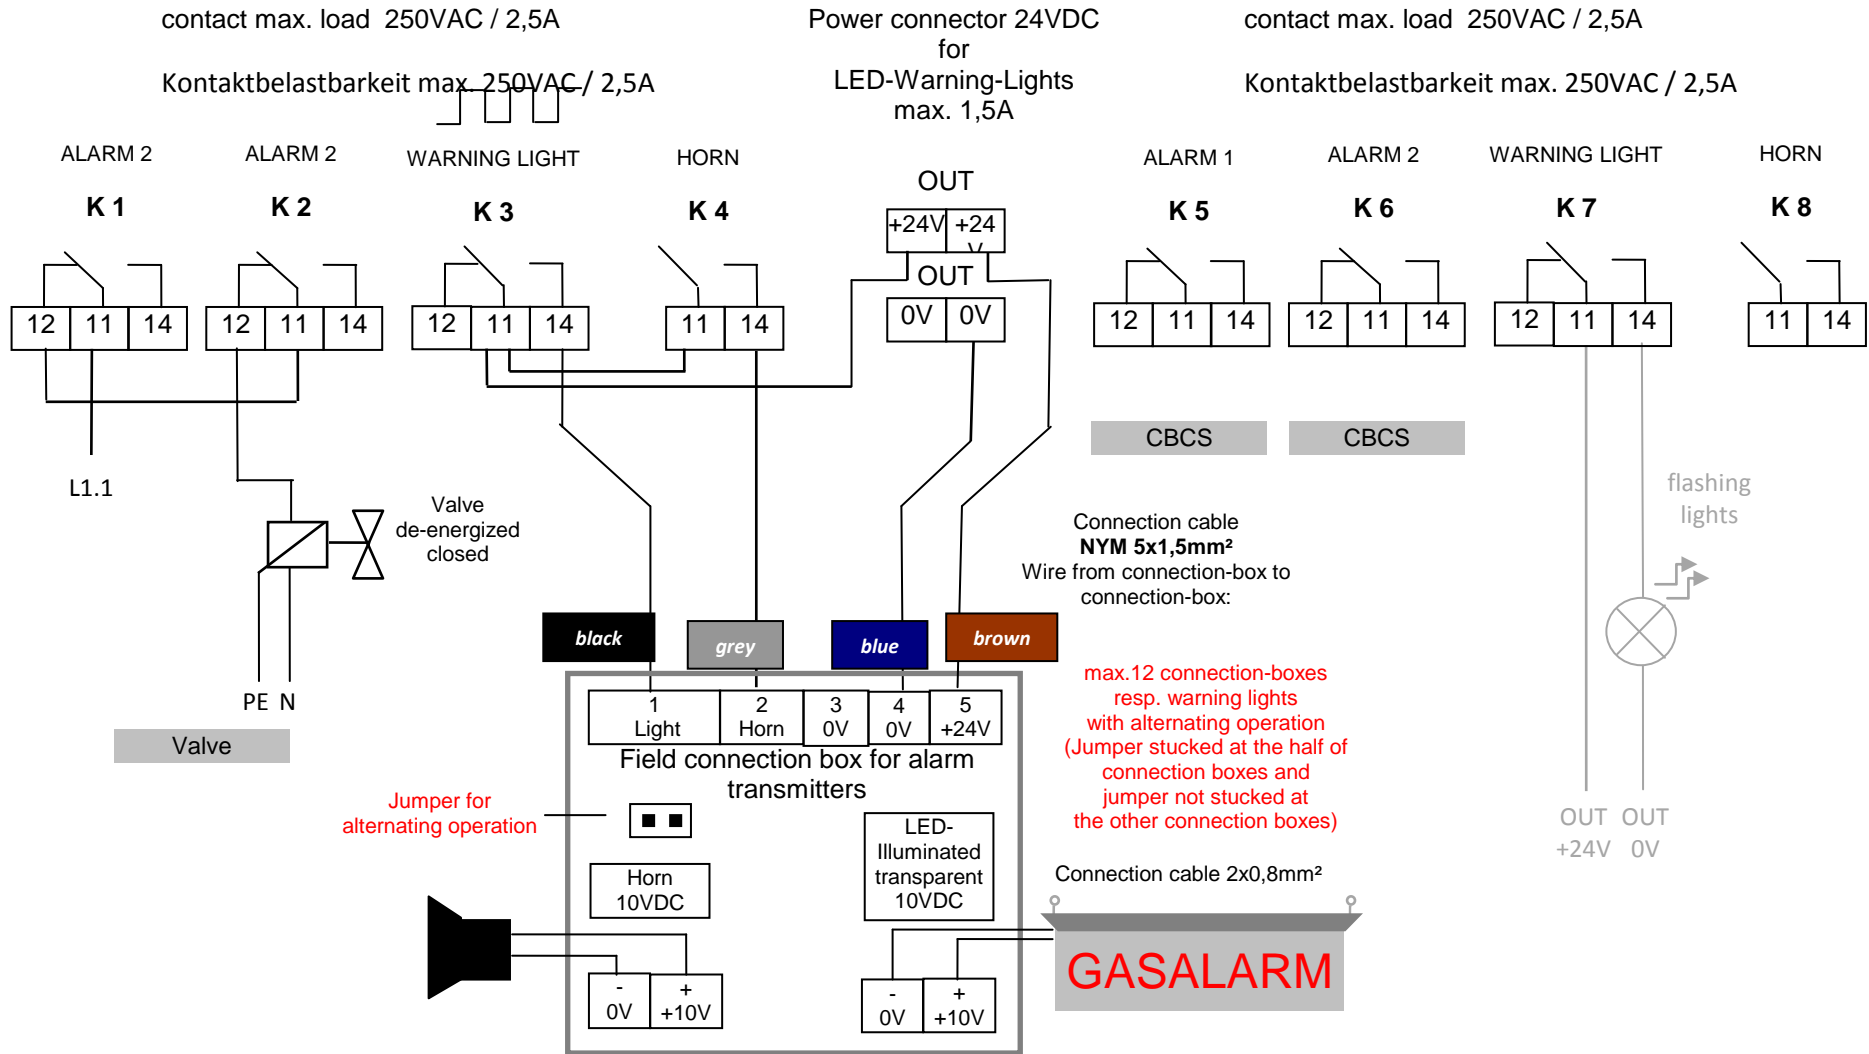 contact max. load 250VAC / 2,5A
Kontaktbelastbarkeit max. 250VAC / 2,5A
Power connector 24VDC
for
LED-Warning-Lights
max. 1,5A
contact max. load 250VAC / 2,5A
Kontaktbelastbarkeit max. 250VAC / 2,5A
ALARM 2
K 1
12 11 14
ALARM 2
K 2
12 11 14
WARNING LIGHT
K 3
12 11 14
HORN
K 4
11 14
OUT
+24V +24V
OUT
0V 0V
ALARM 1
K 5
12 11 14
ALARM 2
K 6
12 11 14
WARNING LIGHT
K 7
12 11 14
HORN
K 8
11 14
L1.1
Valve
de-energized
closed
PE N
Valve
CBCS
CBCS
flashing
lights
OUT OUT
+24V 0V
Connection cable
NYM 5x1,5mm²
Wire from connection-box to
connection-box:
max.12 connection-boxes
resp. warning lights
with alternating operation
(Jumper stucked at the half of
connection boxes and
jumper not stucked at
the other connection boxes)
black
grey
blue
brown
1 2 3 4 5
Light Horn 0V 0V +24V
Field connection box for alarm
transmitters
Jumper for
alternating operation
Horn
10VDC
LED-
Illuminated
transparent
10VDC
Connection cable 2x0,8mm²
GASALARM
- +
0V +10V
- +
0V +10V